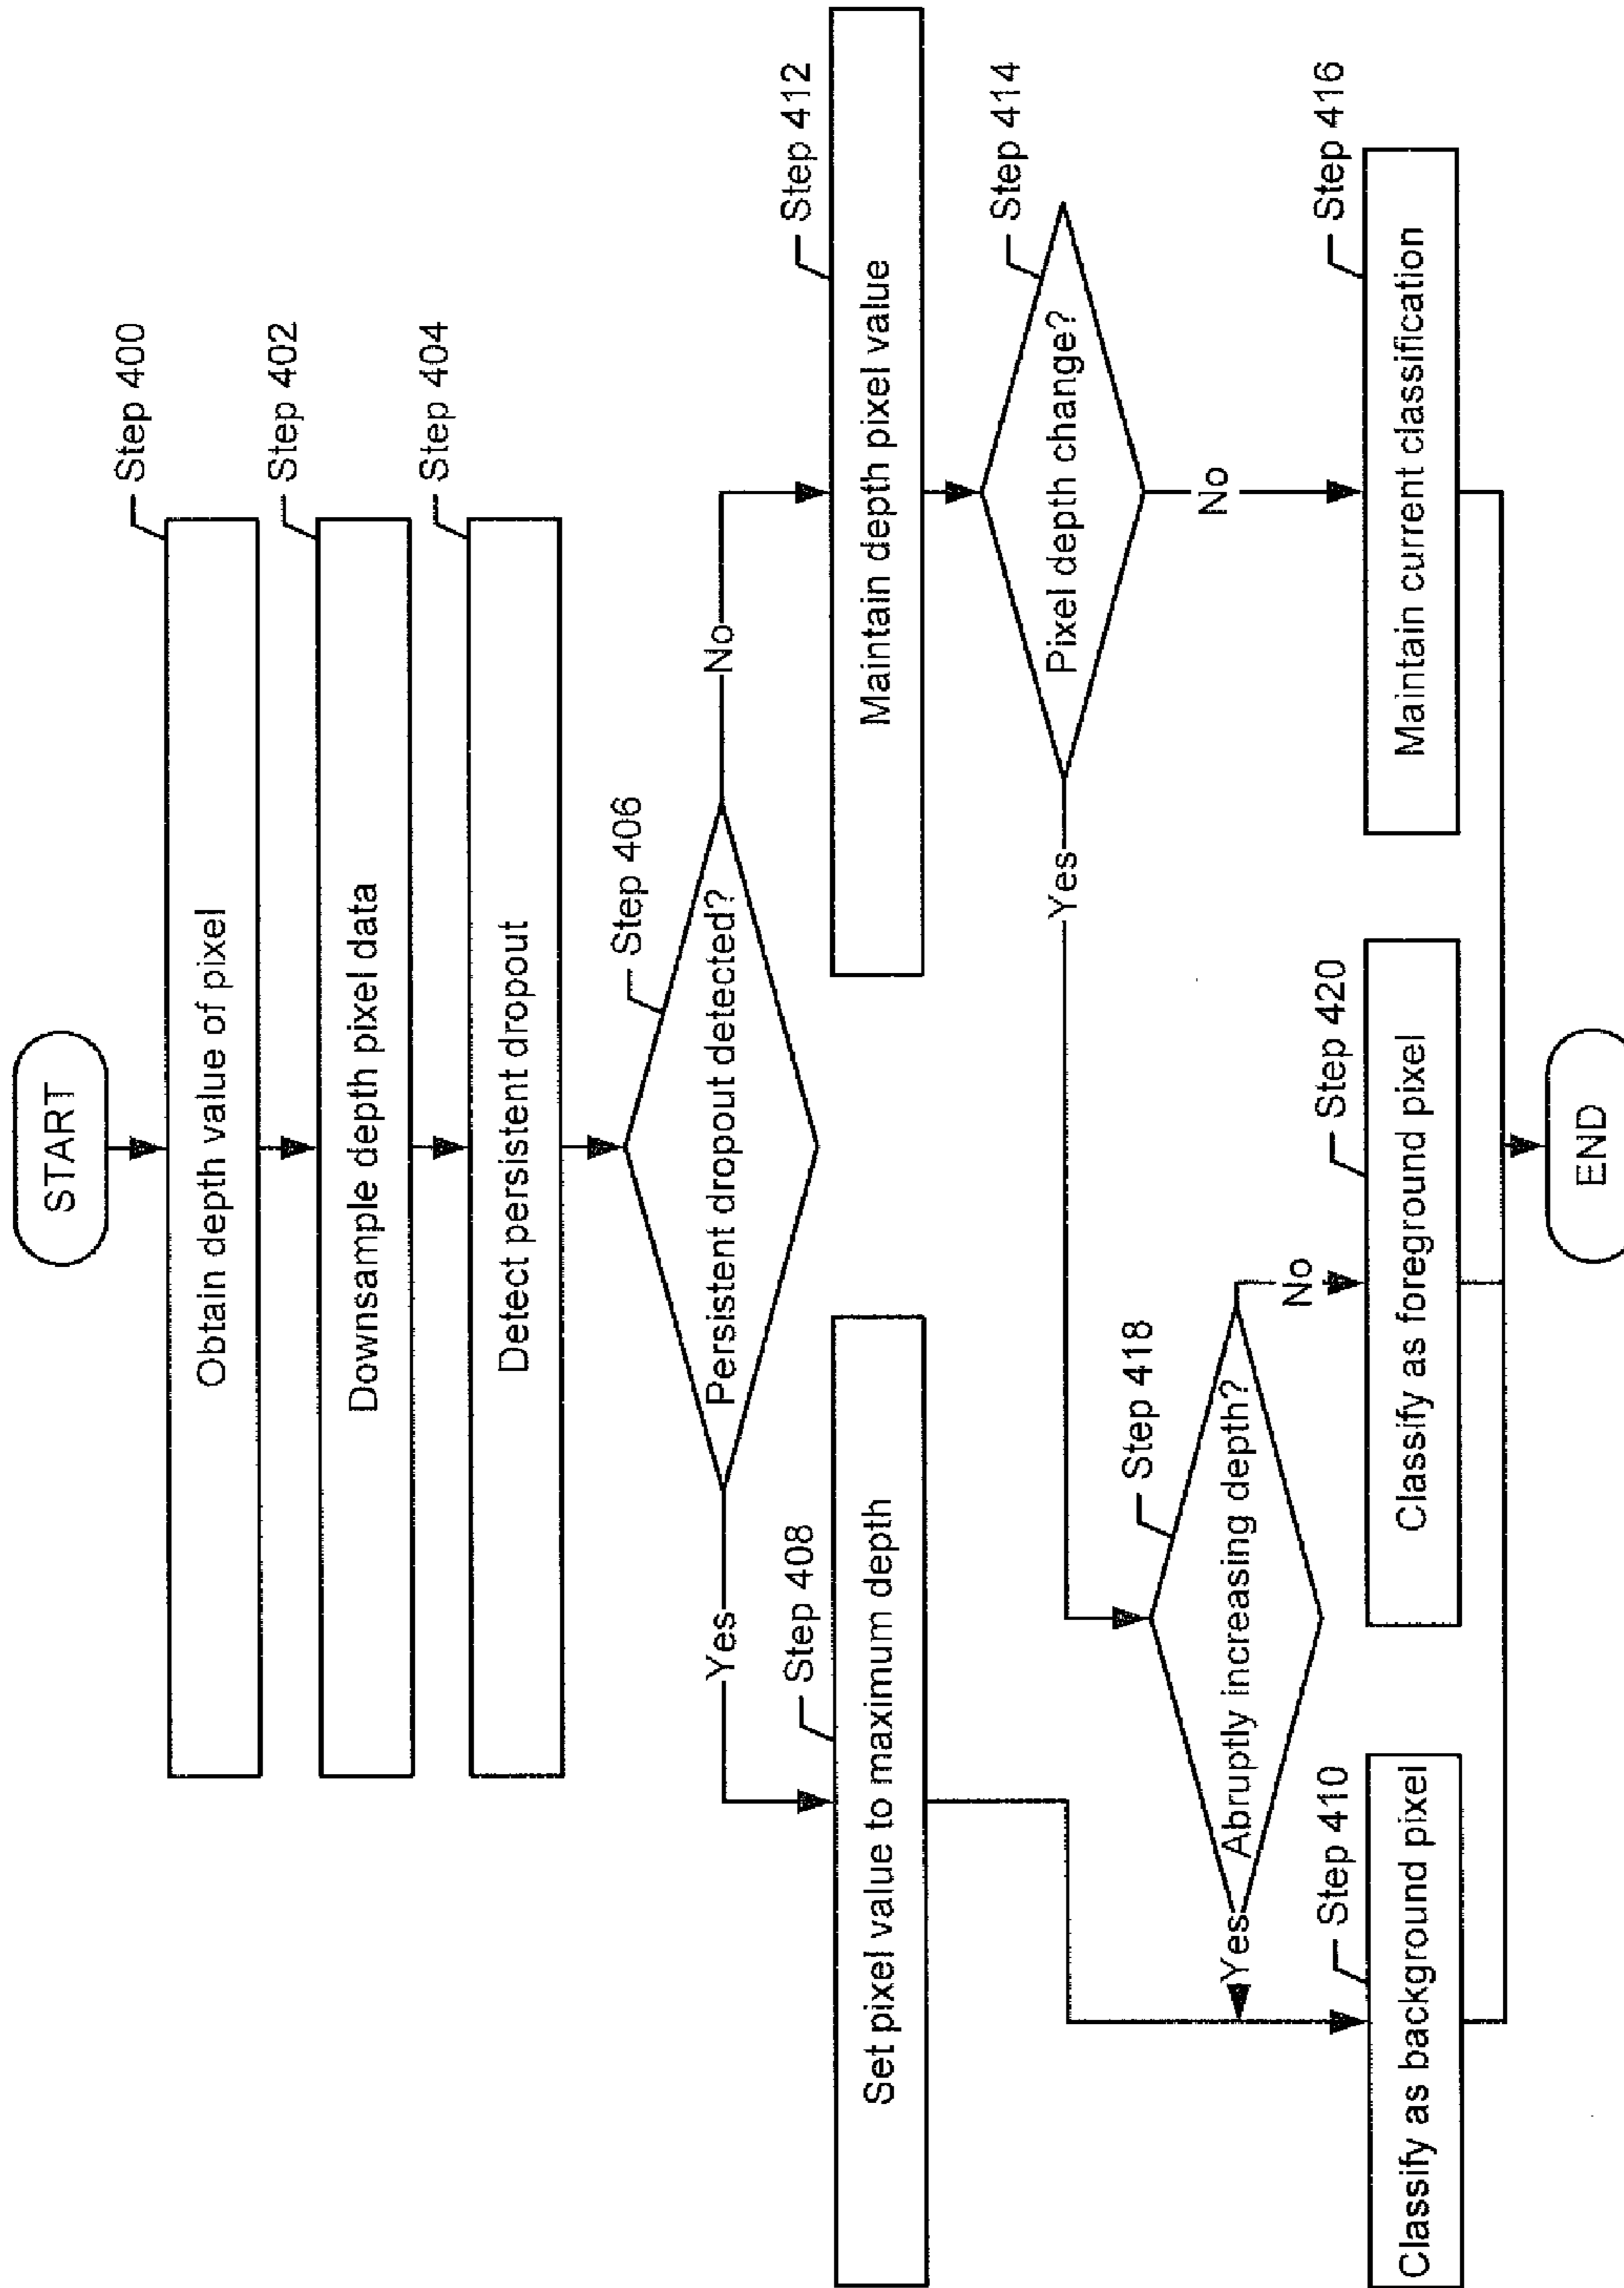 START
Step 400
Obtain depth value of pixel
Step 402
Downsample depth pixel data
Step 404
Detect persistent dropout
Step 406
Persistent dropout detected?
Yes
No
Step 408
Set pixel value to maximum depth
Step 412
Maintain depth pixel value
Step 414
Pixel depth change?
Yes
No
Step 418
Abruptly increasing depth?
Yes
No
Step 410
Classify as background pixel
Step 420
Classify as foreground pixel
Step 416
Maintain current classification
END